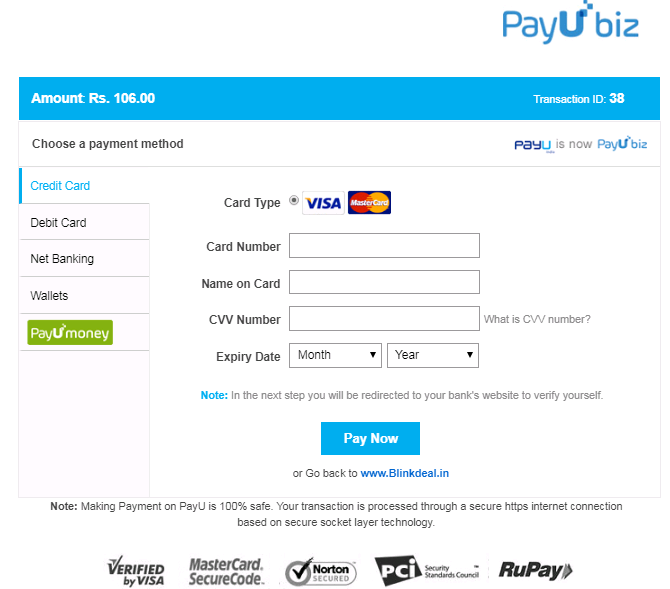 PayU biz
Amount: Rs. 106.00
Transaction ID: 38
Choose a payment method
PAYU is now PayU biz
Credit Card
Debit Card
Net Banking
Wallets
PayU money
Card Type VISA MasterCard
Card Number
Name on Card
CVV Number What is CVV number?
Expiry Date Month Year
Note: In the next step you will be redirected to your bank's website to verify yourself.
Pay Now
or Go back to www.Blinkdeal.in
Note: Making Payment on PayU is 100% safe. Your transaction is processed through a secure https internet connection
based on secure socket layer technology.
VERIFIED
by VISA
MasterCard.
SecureCode.
Norton
SECURED
PCI Security
Standards Council
RuPay